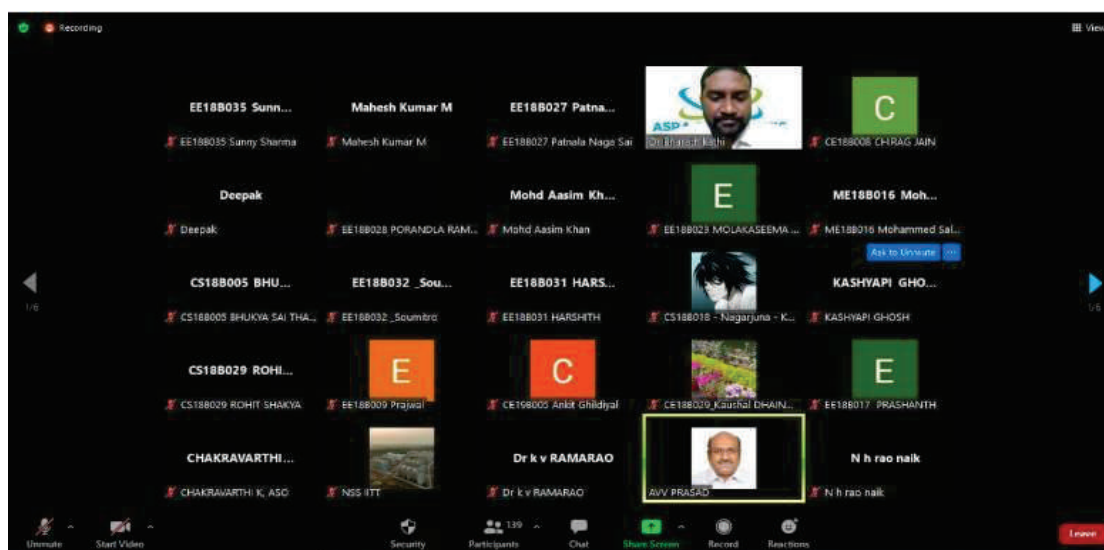 Recording
View
EE18B035 Sunn...
Mahesh Kumar M
EE18B027 Patna...
ASP
C
EE18B035 Sunny Sharma
Mahesh Kumar M
EE18B027 Patnala Naga Sai
Dr Bharath Kathi
CE18B008 CHIRAG JAIN
Deepak
Mohd Aasim Kh...
E
ME18B016 Moh...
Deepak
EE18B028 PORANDLA RAM...
Mohd Aasim Khan
EE18B023 MOLAKASEEMA ...
ME18B016 Mohammed Sal...
Ask to Unmute ...
CS18B005 BHU...
EE18B032 _Sou...
EE18B031 HARS...
KASHYAPI GHO...
1/6
1/6
CS18B005 BHUKYA SAI THA...
EE18B032 _Soumitro
EE18B031 HARSHITH
CS18B018 - Nagarjuna - K...
KASHYAPI GHOSH
CS18B029 ROHI...
E
C
E
CS18B029 ROHIT SHAKYA
EE18B009 Prajwal
CE19B005 Ankit Ghildiyal
CE18B029_Kaushal DHAIN...
EE18B017_PRASHANTH
CHAKRAVARTHI...
Dr k v RAMARAO
N h rao naik
CHAKRAVARTHI K, ASO
NSS IITT
Dr k v RAMARAO
AVV PRASAD
N h rao naik
139
Unmute
Start Video
Security
Participants
Chat
Share Screen
Record
Reactions
Leave